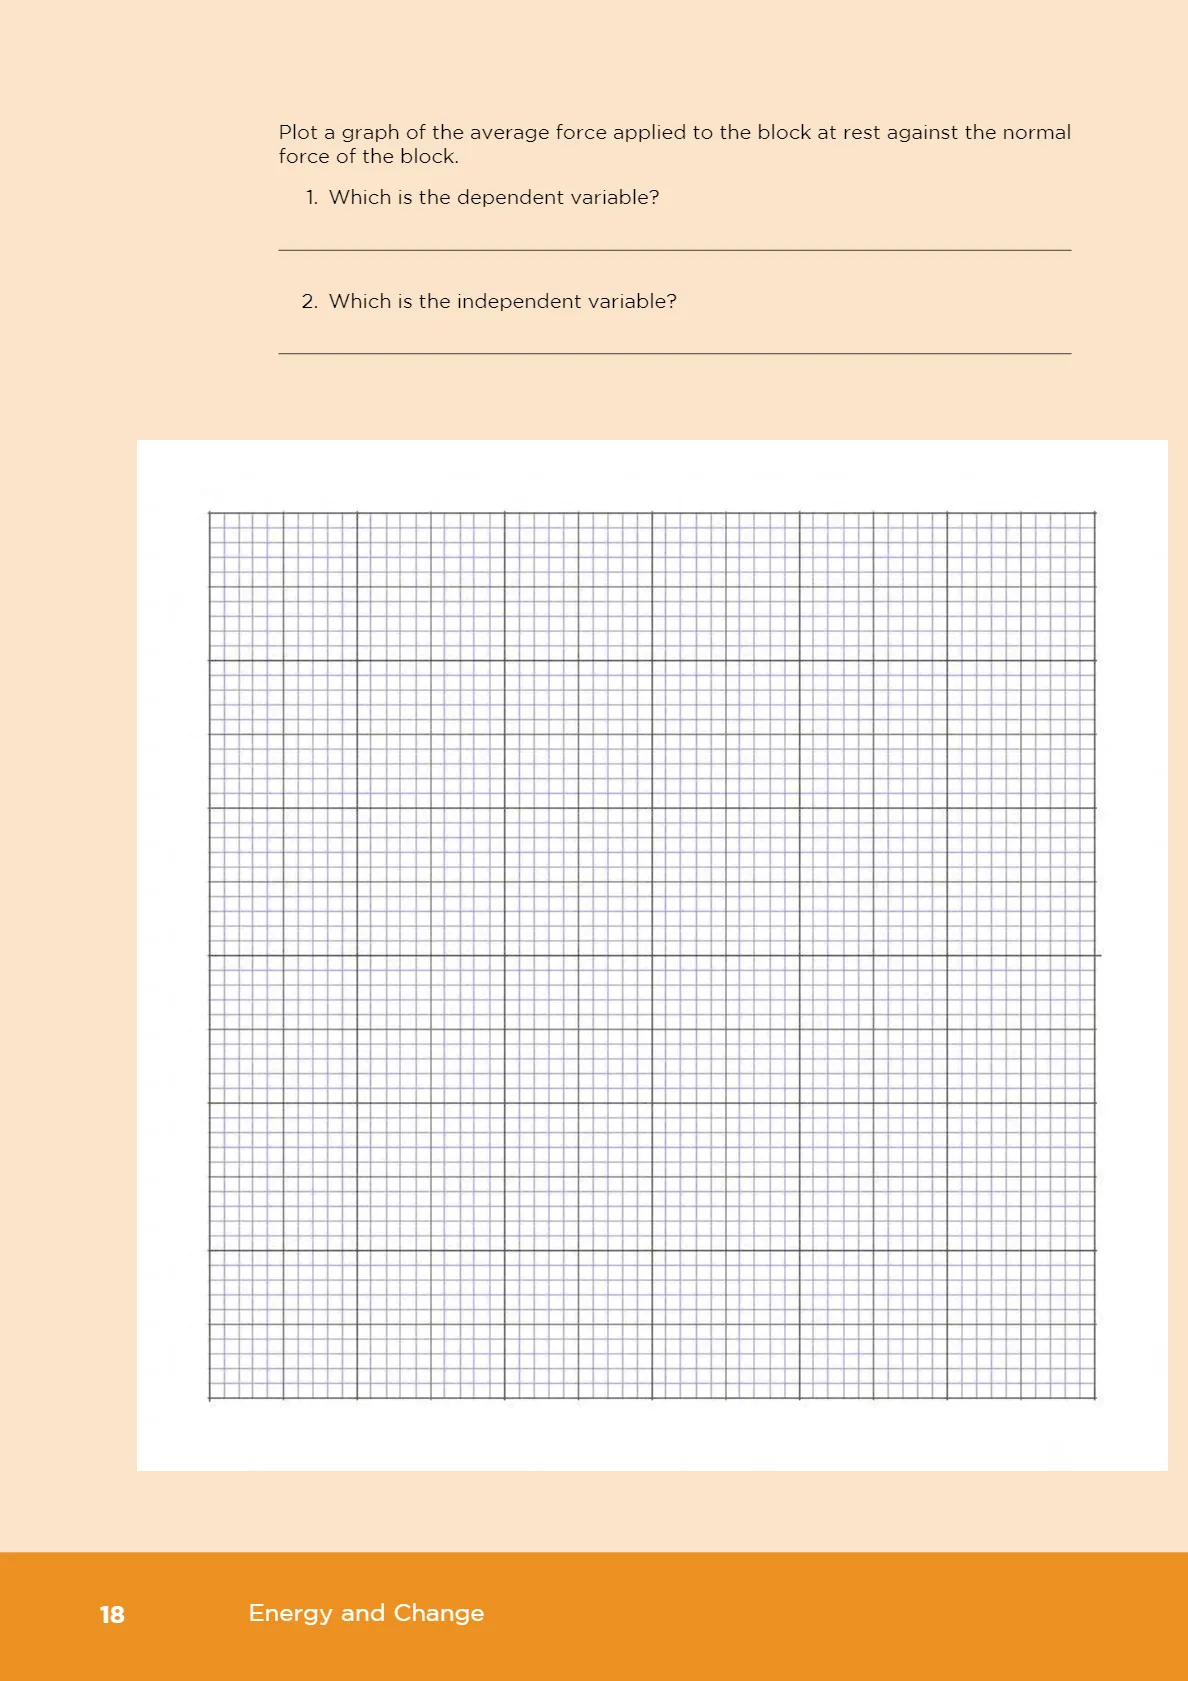 Plot a graph of the average force applied to the block at rest against the normal
force of the block.
1. Which is the dependent variable?
2. Which is the independent variable?
18
Energy and Change